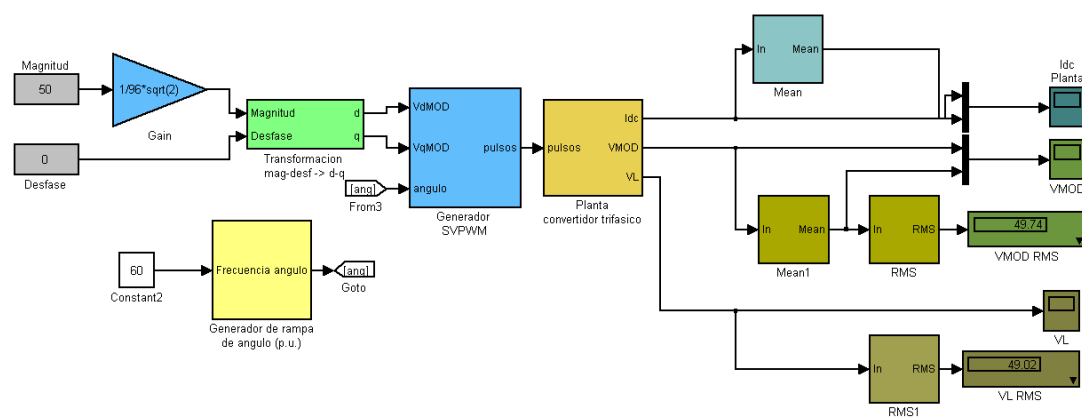 Magnitud
50
1/96*sqrt(2)
Gain
0
Desfase
Magnitud
d
Desfase
q
Transformacion
mag-desf -> d-q
VdMOD
VqMOD
pulsos
angulo
Generador
SVPWM
[ang]
From3
pulsos
Idc
VMOD
VL
Planta
convertidor trifasico
In
Mean
Mean
Idc
Planta
VMOD
In
Mean
Mean1
In
RMS
RMS
49.74
VMOD RMS
60
Constant2
Frecuencia angulo
Generador de rampa
de angulo (p.u.)
[ang]
Goto
VL
In
RMS
RMS1
49.02
VL RMS